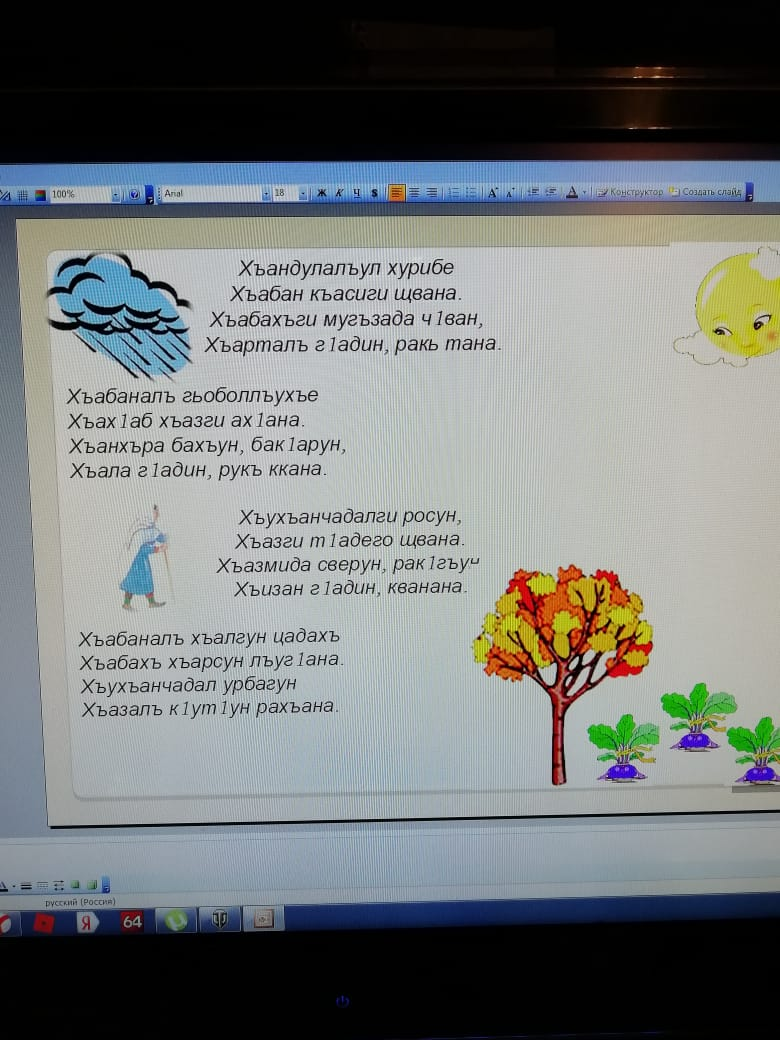 100%
Arial
18
Ж К Ч S
Конструктор
Создать слайд
Хъандулалъул хурибе
Хъабан къасиги щвана.
Хъабахъги мугъзада ч1ван,
Хъарталъ г1адин, ракь тана.
Хъабаналъ гьоболлъухъе
Хъах1аб хъазги ах1ана.
Хъанхъра бахъун, бак1арун,
Хъала г1адин, рукъ ккана.
Хъухъанчадалги росун,
Хъазги т1адего щвана.
Хъазмида сверун, рак1гъуч
Хъизан г1адин, кванана.
Хъабаналъ хъалгун цадахъ
Хъабахъ хъарсун лъуг1ана.
Хъухъанчадал урбагун
Хъазалъ к1ут1ун рахъана.
русский (Россия)
Я
64